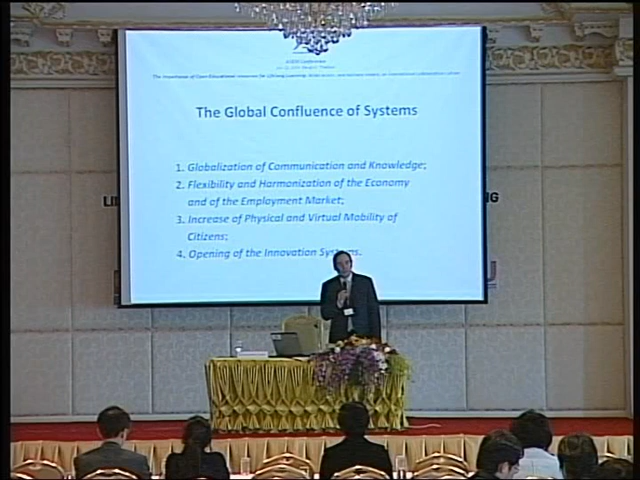 The Global Confluence of Systems
1. Globalization of Communication and Knowledge;
2. Flexibility and Harmonization of the Economy
and of the Employment Market;
3. Increase of Physical and Virtual Mobility of
Citizens;
4. Opening of the Innovation Systems.